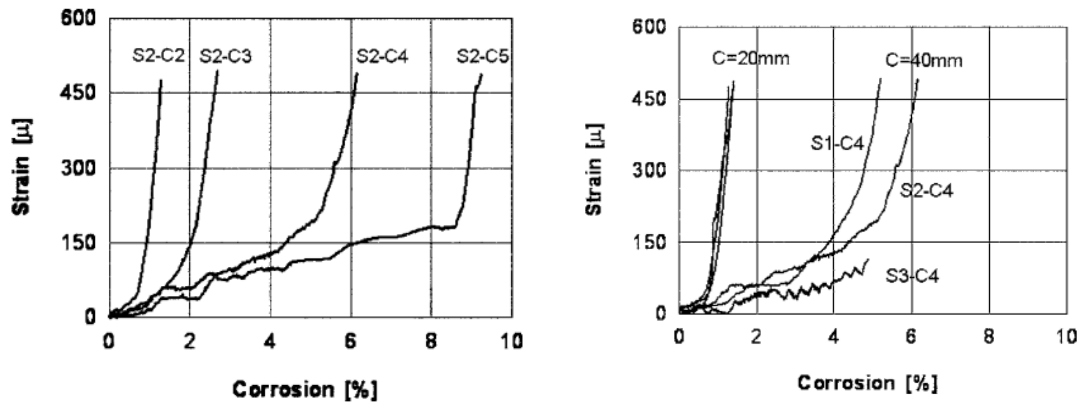 600
S2-C2 S2-C3 S2-C4 S2-C5
450
300
150
0
0 2 4 6 8 10
Strain [μ]
Corrosion [%]
600
C=20mm C=40mm
450
S1-C4
300
S2-C4
150
S3-C4
0
0 2 4 6 8 10
Strain [μ]
Corrosion [%]